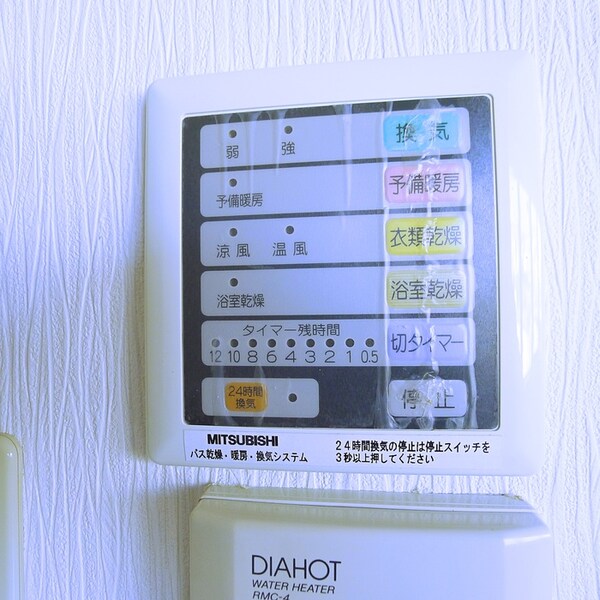 弱 強 換気
予備暖房 予備暖房
涼風 温風 衣類乾燥
浴室乾燥 浴室乾燥
タイマー残時間
12 10 8 6 4 3 2 1 0.5 切タイマー
24時間
換気
停止
MITSUBISHI
バス乾燥・暖房・換気システム
24時間換気の停止は停止スイッチを
3秒以上押してください
DIAHOT
WATER HEATER
RMC-4